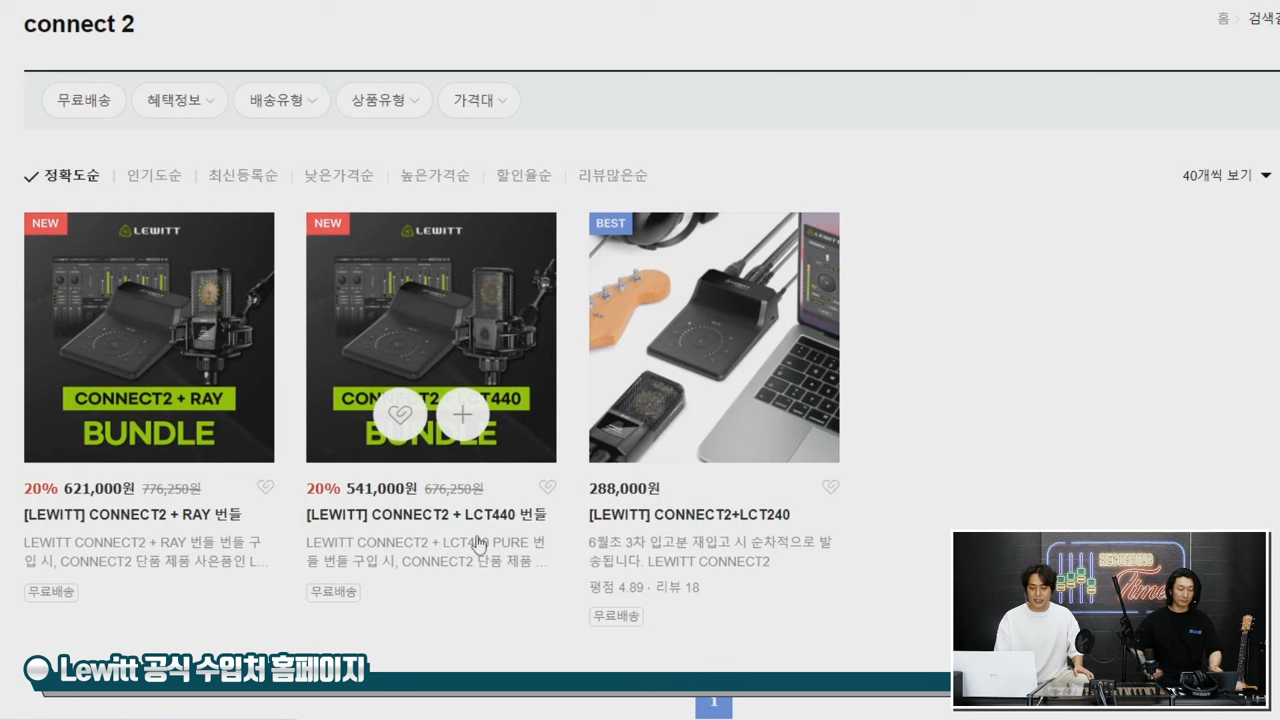 connect 2
홈
무료배송
혜택정보
배송유형
상품유형
가격대
정확도순
인기도순
최신등록순
낮은가격순
높은가격순
할인율순
리뷰많은순
40개씩 보기
NEW
LEWITT
CONNECT2 + RAY
BUNDLE
20% 621,000원 776,250원
[LEWITT] CONNECT2 + RAY 번들
LEWITT CONNECT2 + RAY 번들 번들 구
입 시, CONNECT2 단품 제품 사은품인 L...
무료배송
NEW
LEWITT
BUNDLE
20% 541,000원 676,250원
[LEWITT] CONNECT2 + LCT440 번들
LEWITT CONNECT2 + LCT440 PURE 번
들 번들 구입 시, CONNECT2 단품 제품 ...
무료배송
BEST
288,000원
[LEWITT] CONNECT2+LCT240
6월초 3차 입고분 재입고 시 순차적으로 발
송됩니다. LEWITT CONNECT2
평점 4.89 · 리뷰 18
무료배송
RECORDING
Time
Lewitt 공식 수입처 홈페이지
1